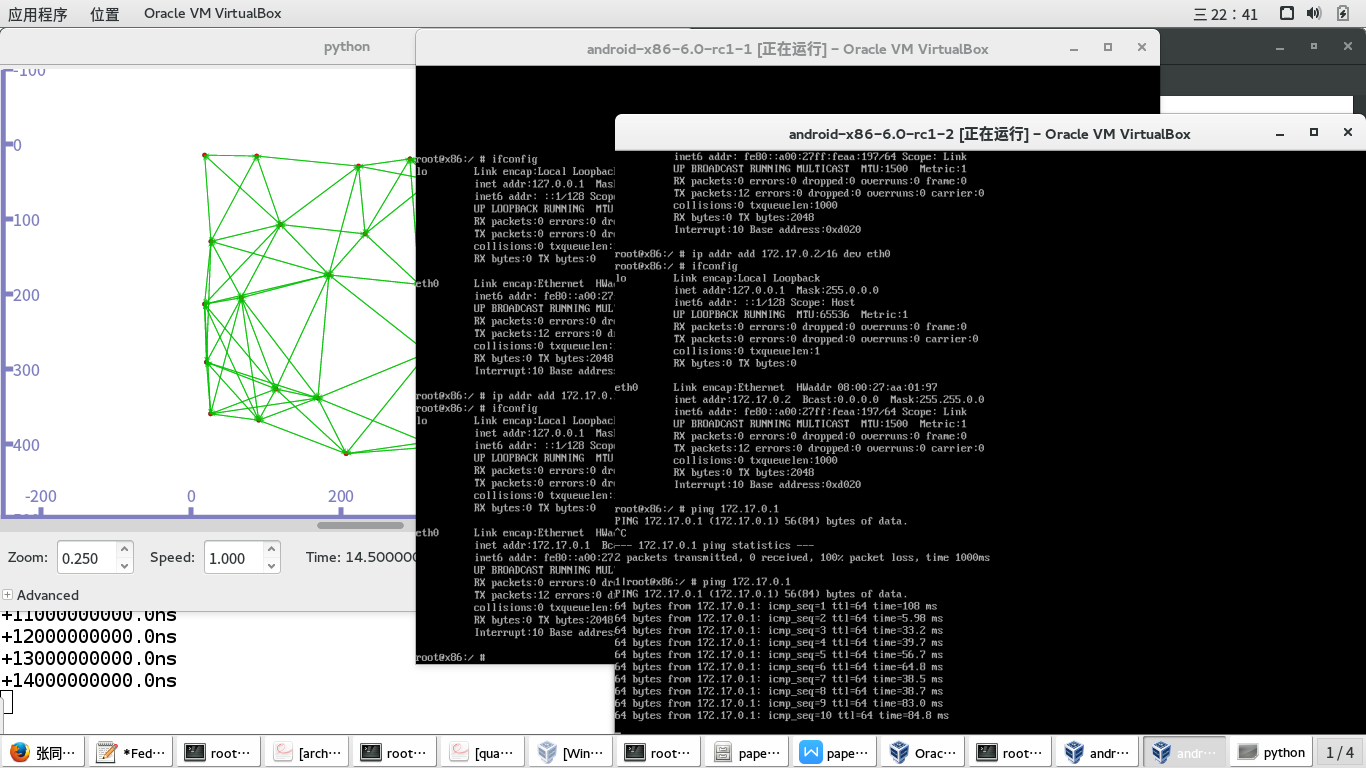 应用程序 位置 Oracle VM VirtualBox 三 22:41
python
-100
0
100
200
300
400
-200 0 200
Zoom: 0.250 Speed: 1.000 Time: 14.500000
Advanced
+11000000000.0ns
+12000000000.0ns
+13000000000.0ns
+14000000000.0ns
android-x86-6.0-rc1-1 [正在运行] - Oracle VM VirtualBox
root@x86:/ # ifconfig
lo Link encap:Local Loopback
inet addr:127.0.0.1 Mas
inet6 addr: ::1/128 Scop
UP LOOPBACK RUNNING MTU
RX packets:0 errors:0 dro
TX packets:0 errors:0 dro
collisions:0 txqueuelen:
RX bytes:0 TX bytes:0
eth0 Link encap:Ethernet HWa
inet6 addr: fe80::a00:27
UP BROADCAST RUNNING MUL
RX packets:0 errors:0 dro
TX packets:12 errors:0 d
collisions:0 txqueuelen:
RX bytes:0 TX bytes:2048
Interrupt:10 Base addres
root@x86:/ # ip addr add 172.17.0.
root@x86:/ # ifconfig
lo Link encap:Local Loopback
inet addr:127.0.0.1 Mas
inet6 addr: ::1/128 Scop
UP LOOPBACK RUNNING MTU
RX packets:0 errors:0 dro
TX packets:0 errors:0 dro
collisions:0 txqueuelen:
RX bytes:0 TX bytes:0
eth0 Link encap:Ethernet HWa
inet addr:172.17.0.1 Bc
inet6 addr: fe80::a00:27
UP BROADCAST RUNNING MUL
RX packets:0 errors:0 dr
TX packets:12 errors:0 d
collisions:0 txqueuelen:
RX bytes:0 TX bytes:2048
Interrupt:10 Base addres
root@x86:/ #
android-x86-6.0-rc1-2 [正在运行] - Oracle VM VirtualBox
inet6 addr: fe80::a00:27ff:feaa:197/64 Scope: Link
UP BROADCAST RUNNING MULTICAST MTU:1500 Metric:1
RX packets:0 errors:0 dropped:0 overruns:0 frame:0
TX packets:12 errors:0 dropped:0 overruns:0 carrier:0
collisions:0 txqueuelen:1000
RX bytes:0 TX bytes:2048
Interrupt:10 Base address:0xd020
root@x86:/ # ip addr add 172.17.0.2/16 dev eth0
root@x86:/ # ifconfig
lo Link encap:Local Loopback
inet addr:127.0.0.1 Mask:255.0.0.0
inet6 addr: ::1/128 Scope: Host
UP LOOPBACK RUNNING MTU:65536 Metric:1
RX packets:0 errors:0 dropped:0 overruns:0 frame:0
TX packets:0 errors:0 dropped:0 overruns:0 carrier:0
collisions:0 txqueuelen:1
RX bytes:0 TX bytes:0
eth0 Link encap:Ethernet HWaddr 08:00:27:aa:01:97
inet addr:172.17.0.2 Bcast:0.0.0.0 Mask:255.255.0.0
inet6 addr: fe80::a00:27ff:feaa:197/64 Scope: Link
UP BROADCAST RUNNING MULTICAST MTU:1500 Metric:1
RX packets:0 errors:0 dropped:0 overruns:0 frame:0
TX packets:12 errors:0 dropped:0 overruns:0 carrier:0
collisions:0 txqueuelen:1000
RX bytes:0 TX bytes:2048
Interrupt:10 Base address:0xd020
root@x86:/ # ping 172.17.0.1
PING 172.17.0.1 (172.17.0.1) 56(84) bytes of data.
^C
--- 172.17.0.1 ping statistics ---
2 packets transmitted, 0 received, 100% packet loss, time 1000ms
1|root@x86:/ # ping 172.17.0.1
PING 172.17.0.1 (172.17.0.1) 56(84) bytes of data.
64 bytes from 172.17.0.1: icmp_seq=1 ttl=64 time=108 ms
64 bytes from 172.17.0.1: icmp_seq=2 ttl=64 time=5.98 ms
64 bytes from 172.17.0.1: icmp_seq=3 ttl=64 time=33.2 ms
64 bytes from 172.17.0.1: icmp_seq=4 ttl=64 time=39.7 ms
64 bytes from 172.17.0.1: icmp_seq=5 ttl=64 time=56.7 ms
64 bytes from 172.17.0.1: icmp_seq=6 ttl=64 time=64.8 ms
64 bytes from 172.17.0.1: icmp_seq=7 ttl=64 time=38.5 ms
64 bytes from 172.17.0.1: icmp_seq=8 ttl=64 time=38.7 ms
64 bytes from 172.17.0.1: icmp_seq=9 ttl=64 time=83.0 ms
64 bytes from 172.17.0.1: icmp_seq=10 ttl=64 time=84.8 ms
张同… *Fed… root… [arch… root… [qua… [Win… root… pape… pape… Orac… root… andr… andr… python 1 / 4